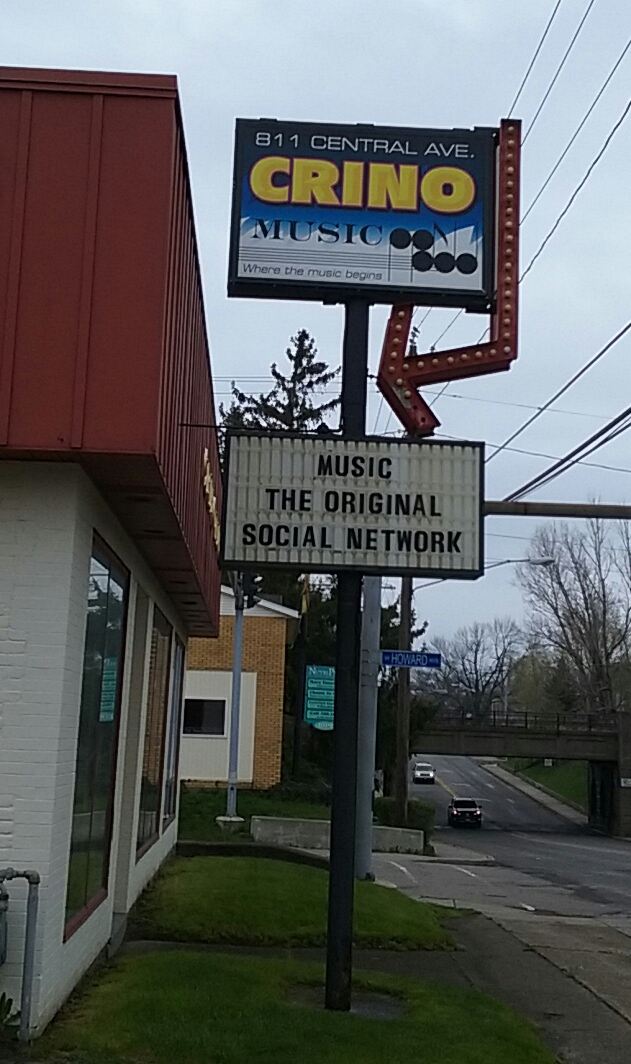 811 CENTRAL AVE.
CRINO
MUSIC
Where the music begins
MUSIC
THE ORIGINAL
SOCIAL NETWORK
HOWARD